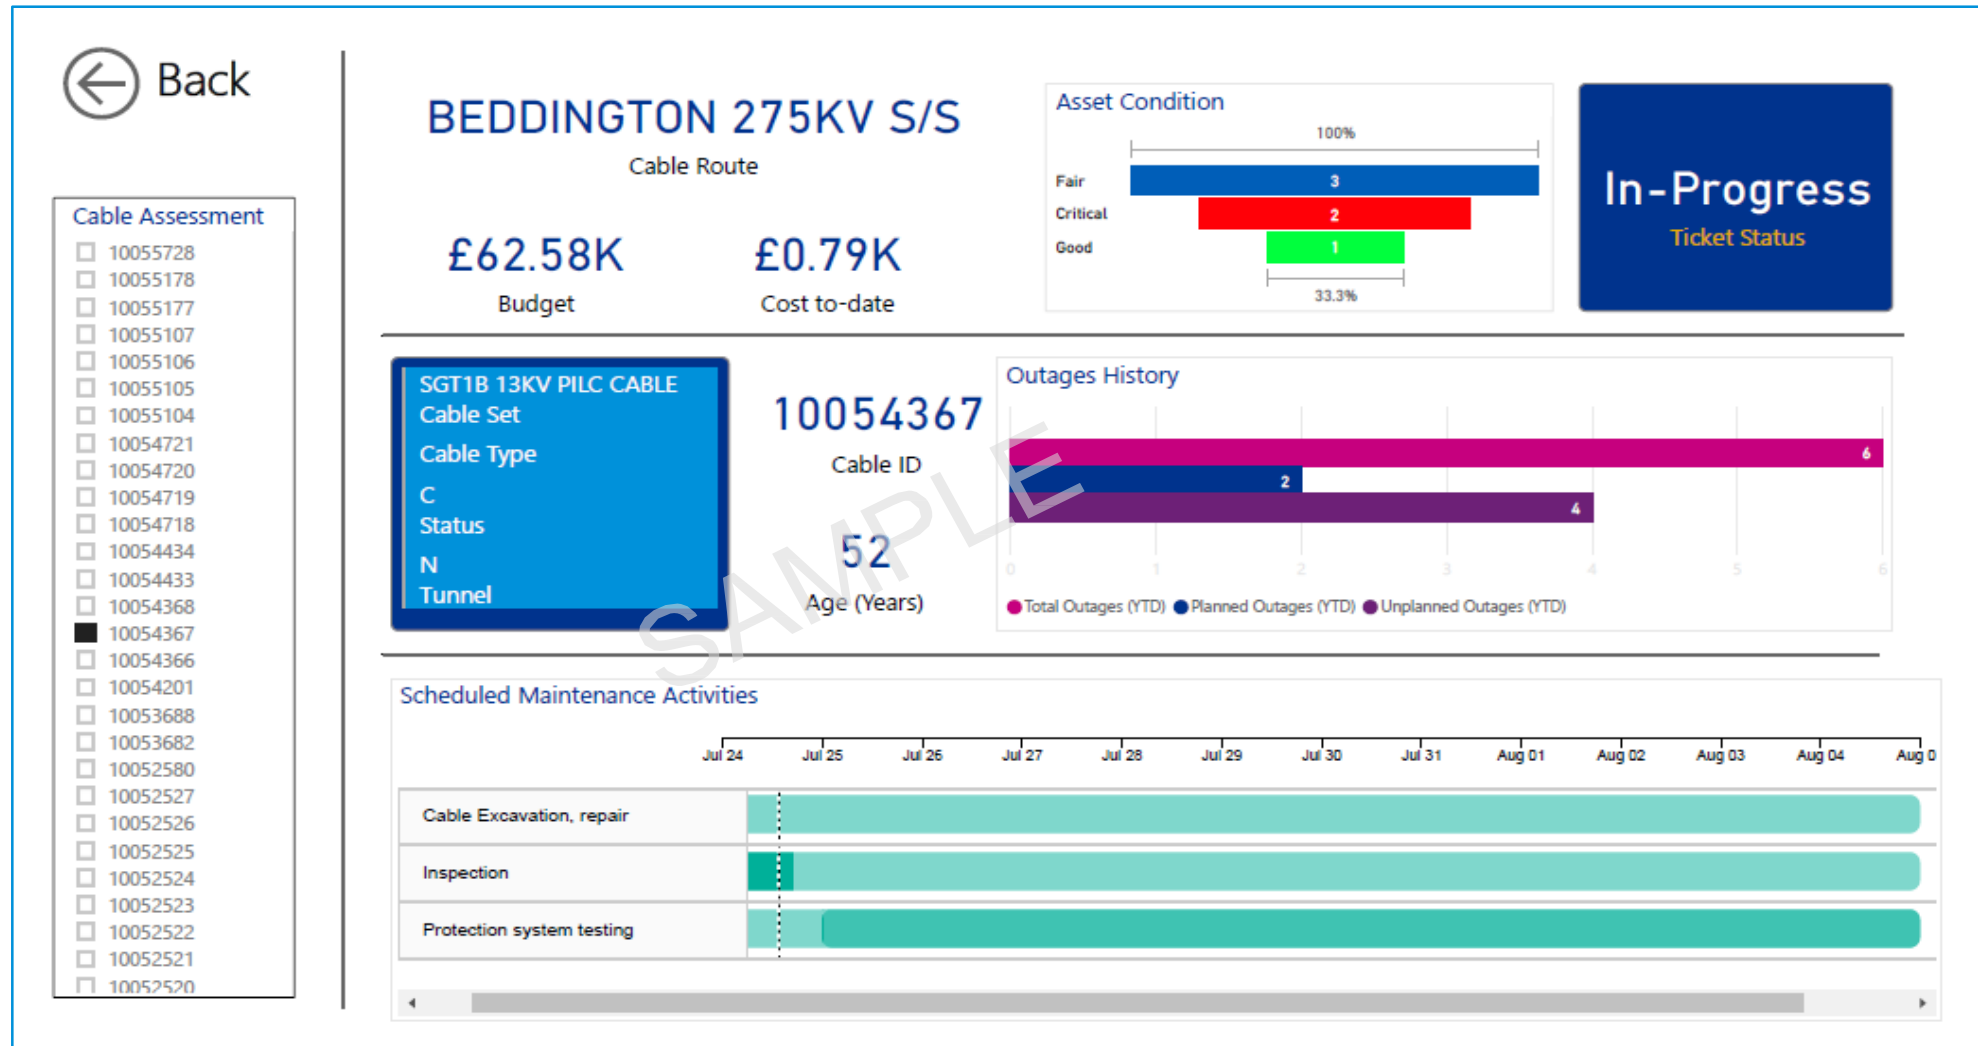 Back
Cable Assessment
10055728
10055178
10055177
10055107
10055106
10055105
10055104
10054721
10054720
10054719
10054718
10054434
10054433
10054368
10054367
10054366
10054201
10053688
10053682
10052580
10052527
10052526
10052525
10052524
10052523
10052522
10052521
10052520
BEDDINGTON 275KV S/S
Cable Route
£62.58K
Budget
£0.79K
Cost to-date
Asset Condition
100%
Fair 3
Critical 2
Good 1
33.3%
In-Progress
Ticket Status
SGT1B 13KV PILC CABLE
Cable Set
Cable Type
C
Status
N
Tunnel
10054367
Cable ID
52
Age (Years)
Outages History
6
2
4
0 1 2 3 4 5 6
Total Outages (YTD) Planned Outages (YTD) Unplanned Outages (YTD)
SAMPLE
Scheduled Maintenance Activities
Jul 24 Jul 25 Jul 26 Jul 27 Jul 28 Jul 29 Jul 30 Jul 31 Aug 01 Aug 02 Aug 03 Aug 04 Aug 0
Cable Excavation, repair
Inspection
Protection system testing